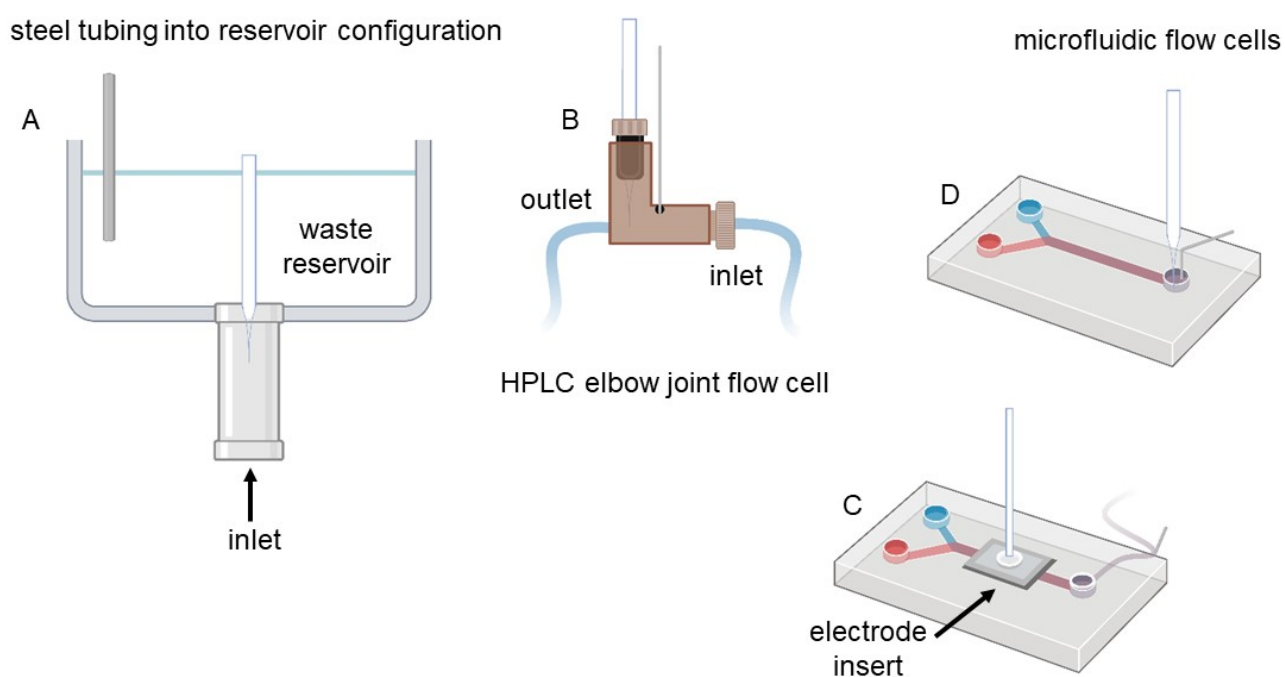 steel tubing into reservoir configuration
A
waste
reservoir
inlet
B
outlet
inlet
HPLC elbow joint flow cell
microfluidic flow cells
D
C
electrode
insert